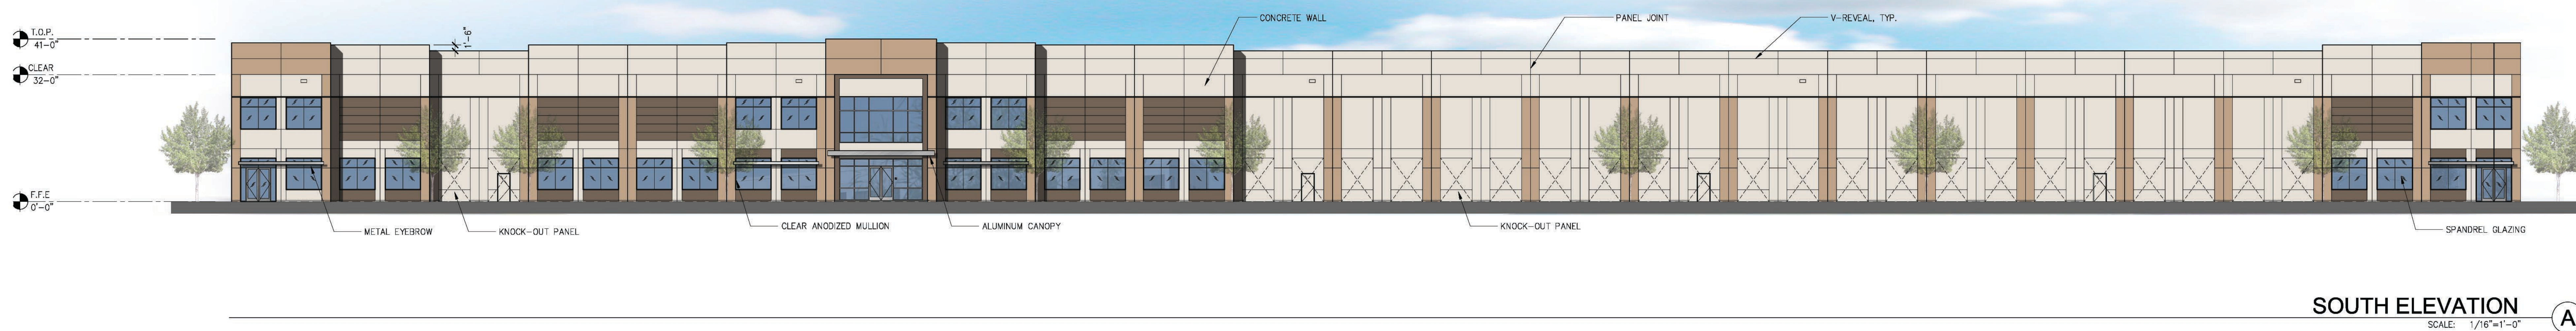 T.O.P.
41-0"
1'-6"
CONCRETE WALL
PANEL JOINT
V-REVEAL, TYP.
CLEAR
32-0"
F.F.E
0'-0"
METAL EYEBROW
KNOCK-OUT PANEL
CLEAR ANODIZED MULLION
ALUMINUM CANOPY
KNOCK-OUT PANEL
SPANDREL GLAZING
SOUTH ELEVATION
SCALE: 1/16"=1'-0"
A